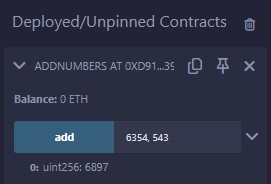 Deployed/Unpinned Contracts
ADDNUMBERS AT 0XD91...39
Balance: 0 ETH
add 6354, 543
0: uint256: 6897